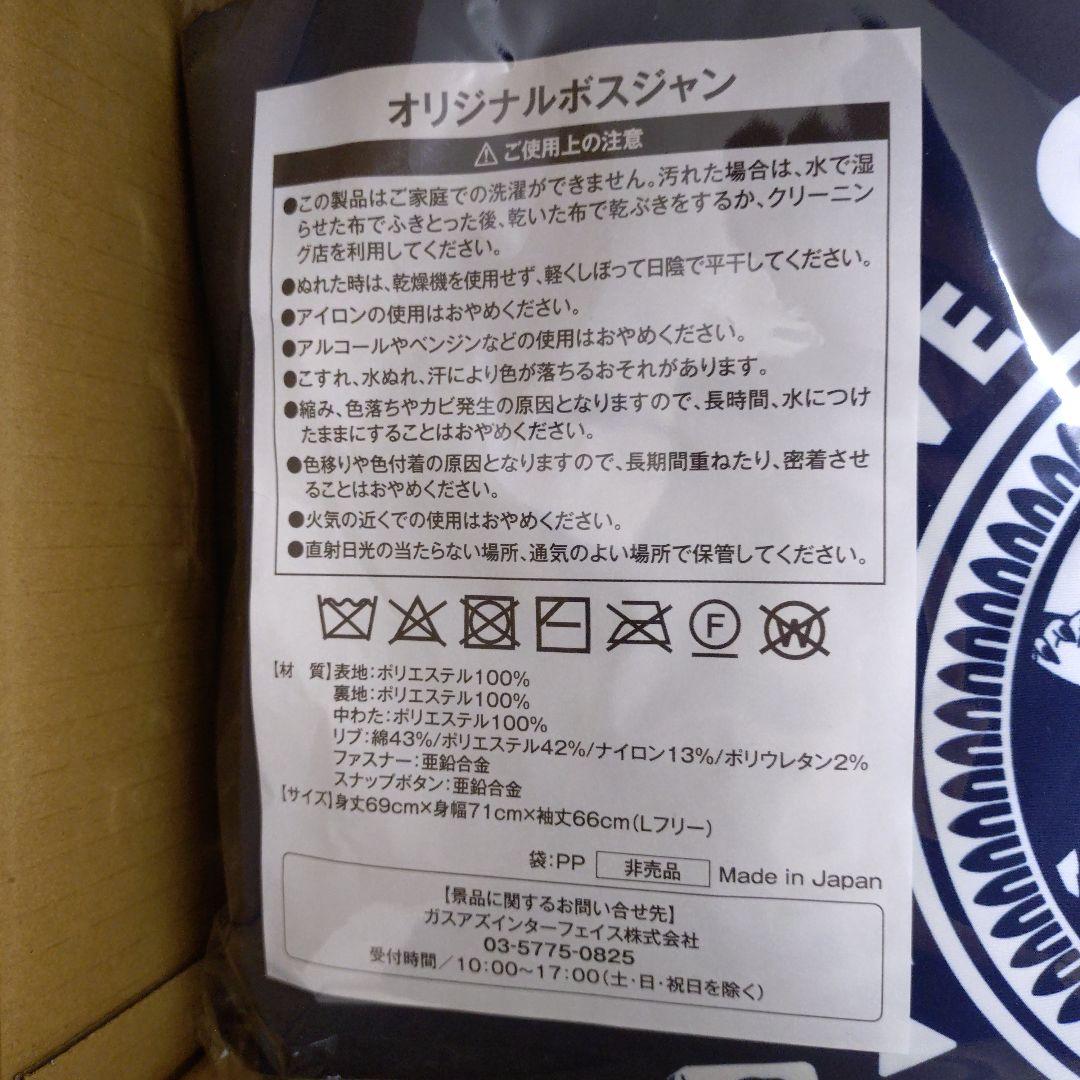 オリジナルボスジャン
⚠ご使用上の注意
●この製品はご家庭での洗濯ができません。汚れた場合は、水で湿
らせた布でふきとった後、乾いた布で乾ぶきをするか、クリーニン
グ店を利用してください。
●ぬれた時は、乾燥機を使用せず、軽くしぼって日陰で平干してください。
●アイロンの使用はおやめください。
●アルコールやベンジンなどの使用はおやめください。
●こすれ、水ぬれ、汗により色が落ちるおそれがあります。
●縮み、色落ちやカビ発生の原因となりますので、長時間、水につけ
たままにすることはおやめください。
●色移りや色付着の原因となりますので、長期間重ねたり、密着させ
ることはおやめください。
●火気の近くでの使用はおやめください。
●直射日光の当たらない場所、通気のよい場所で保管してください。
F W
【材　質】表地:ポリエステル100%
裏地:ポリエステル100%
中わた:ポリエステル100%
リブ:綿43%/ポリエステル42%/ナイロン13%/ポリウレタン2%
ファスナー:亜鉛合金
スナップボタン:亜鉛合金
【サイズ】身丈69cm×身幅71cm×袖丈66cm(Lフリー)
袋:PP 非売品 Made in Japan
【景品に関するお問い合せ先】
ガスアズインターフェイス株式会社
03-5775-0825
受付時間/10:00～17:00(土・日・祝日を除く)
VE